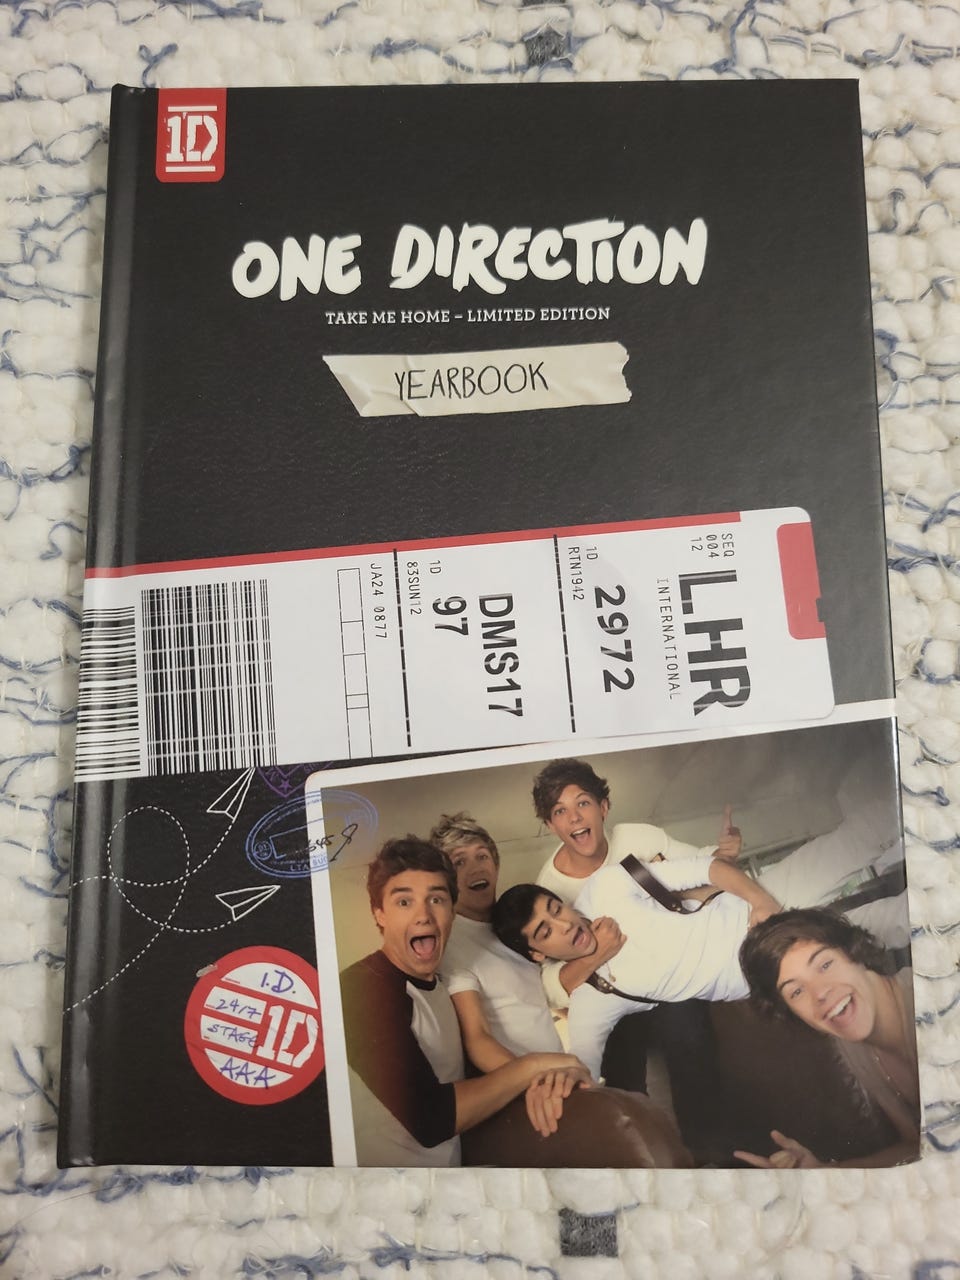 1D
ONE DIRECTION
TAKE ME HOME – LIMITED EDITION
YEARBOOK
SEQ
004
12
LHR
INTERNATIONAL
1D
RTN1942
2972
1D
83SUN12
DMS17
97
JA24 0877
1.D.
24/7
STAGE
1D
AAA